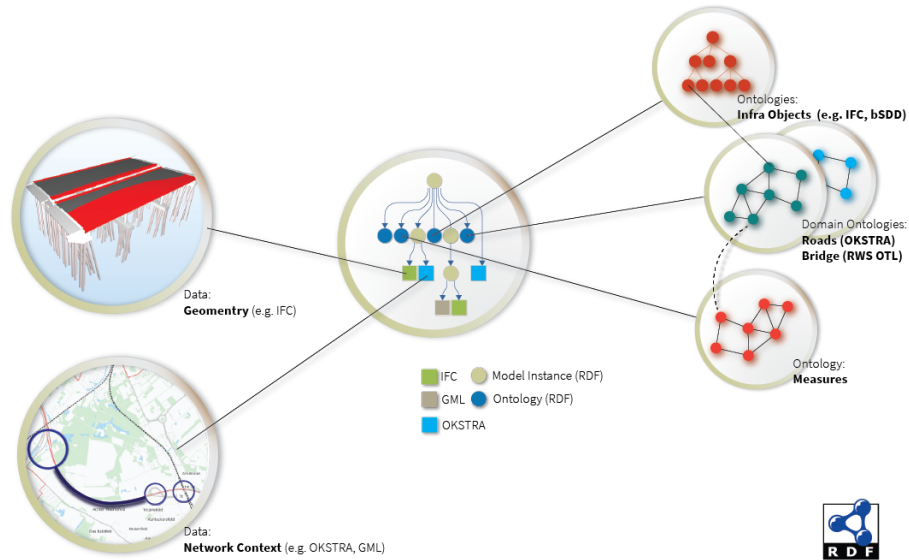 Ontologies:
Infra Objects (e.g. IFC, bSDD)
Domain Ontologies:
Roads (OKSTRA)
Bridge (RWS OTL)
Data:
Geomentry (e.g. IFC)
Ontology:
Measures
IFC
Model Instance (RDF)
GML
Ontology (RDF)
OKSTRA
Data:
Network Context (e.g. OKSTRA, GML)
RDF